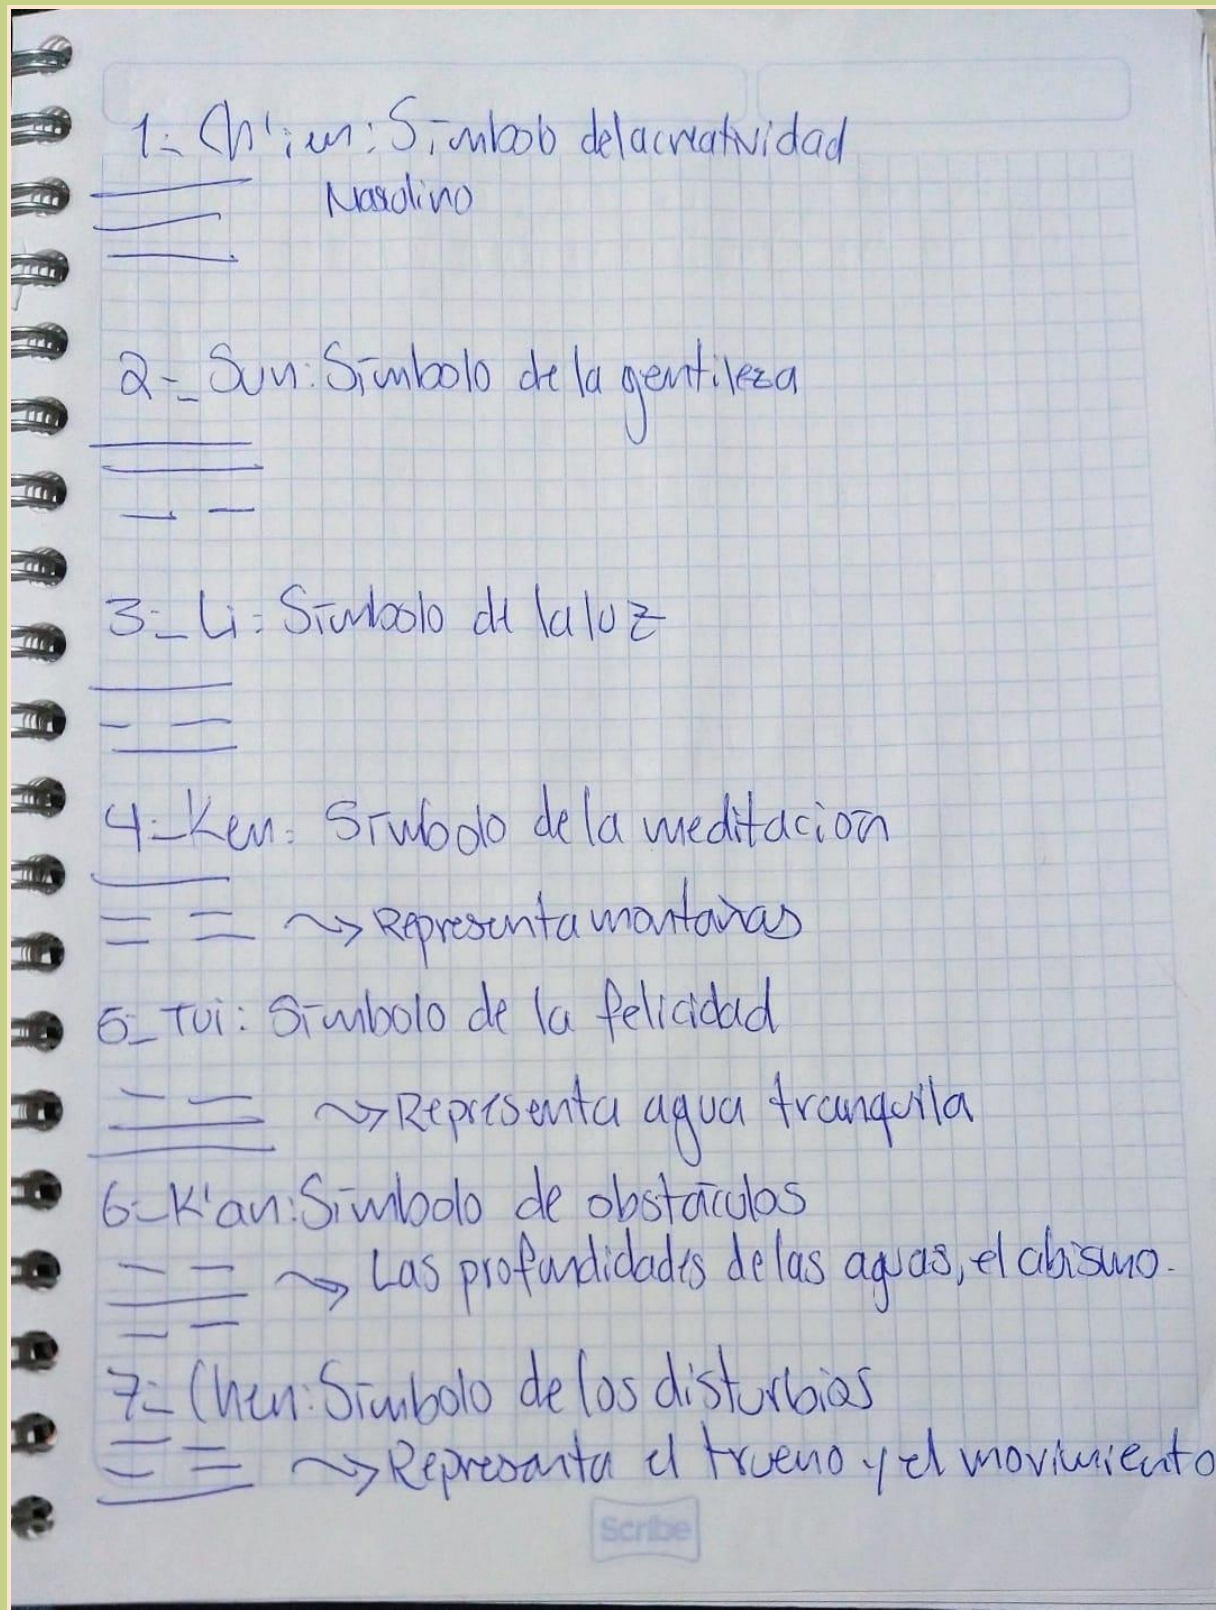 1- Ch'ien: Símbolo de la creatividad
Masculino
2- Sun: Símbolo de la gentileza
3- Li: Símbolo de la luz
4- Ken: Símbolo de la meditación
Representa montañas
5- Tui: Símbolo de la felicidad
Representa agua tranquila
6- K'an: Símbolo de obstáculos
Las profundidades de las aguas, el abismo.
7- Chen: Símbolo de los disturbios
Representa el trueno y el movimiento
Scribe